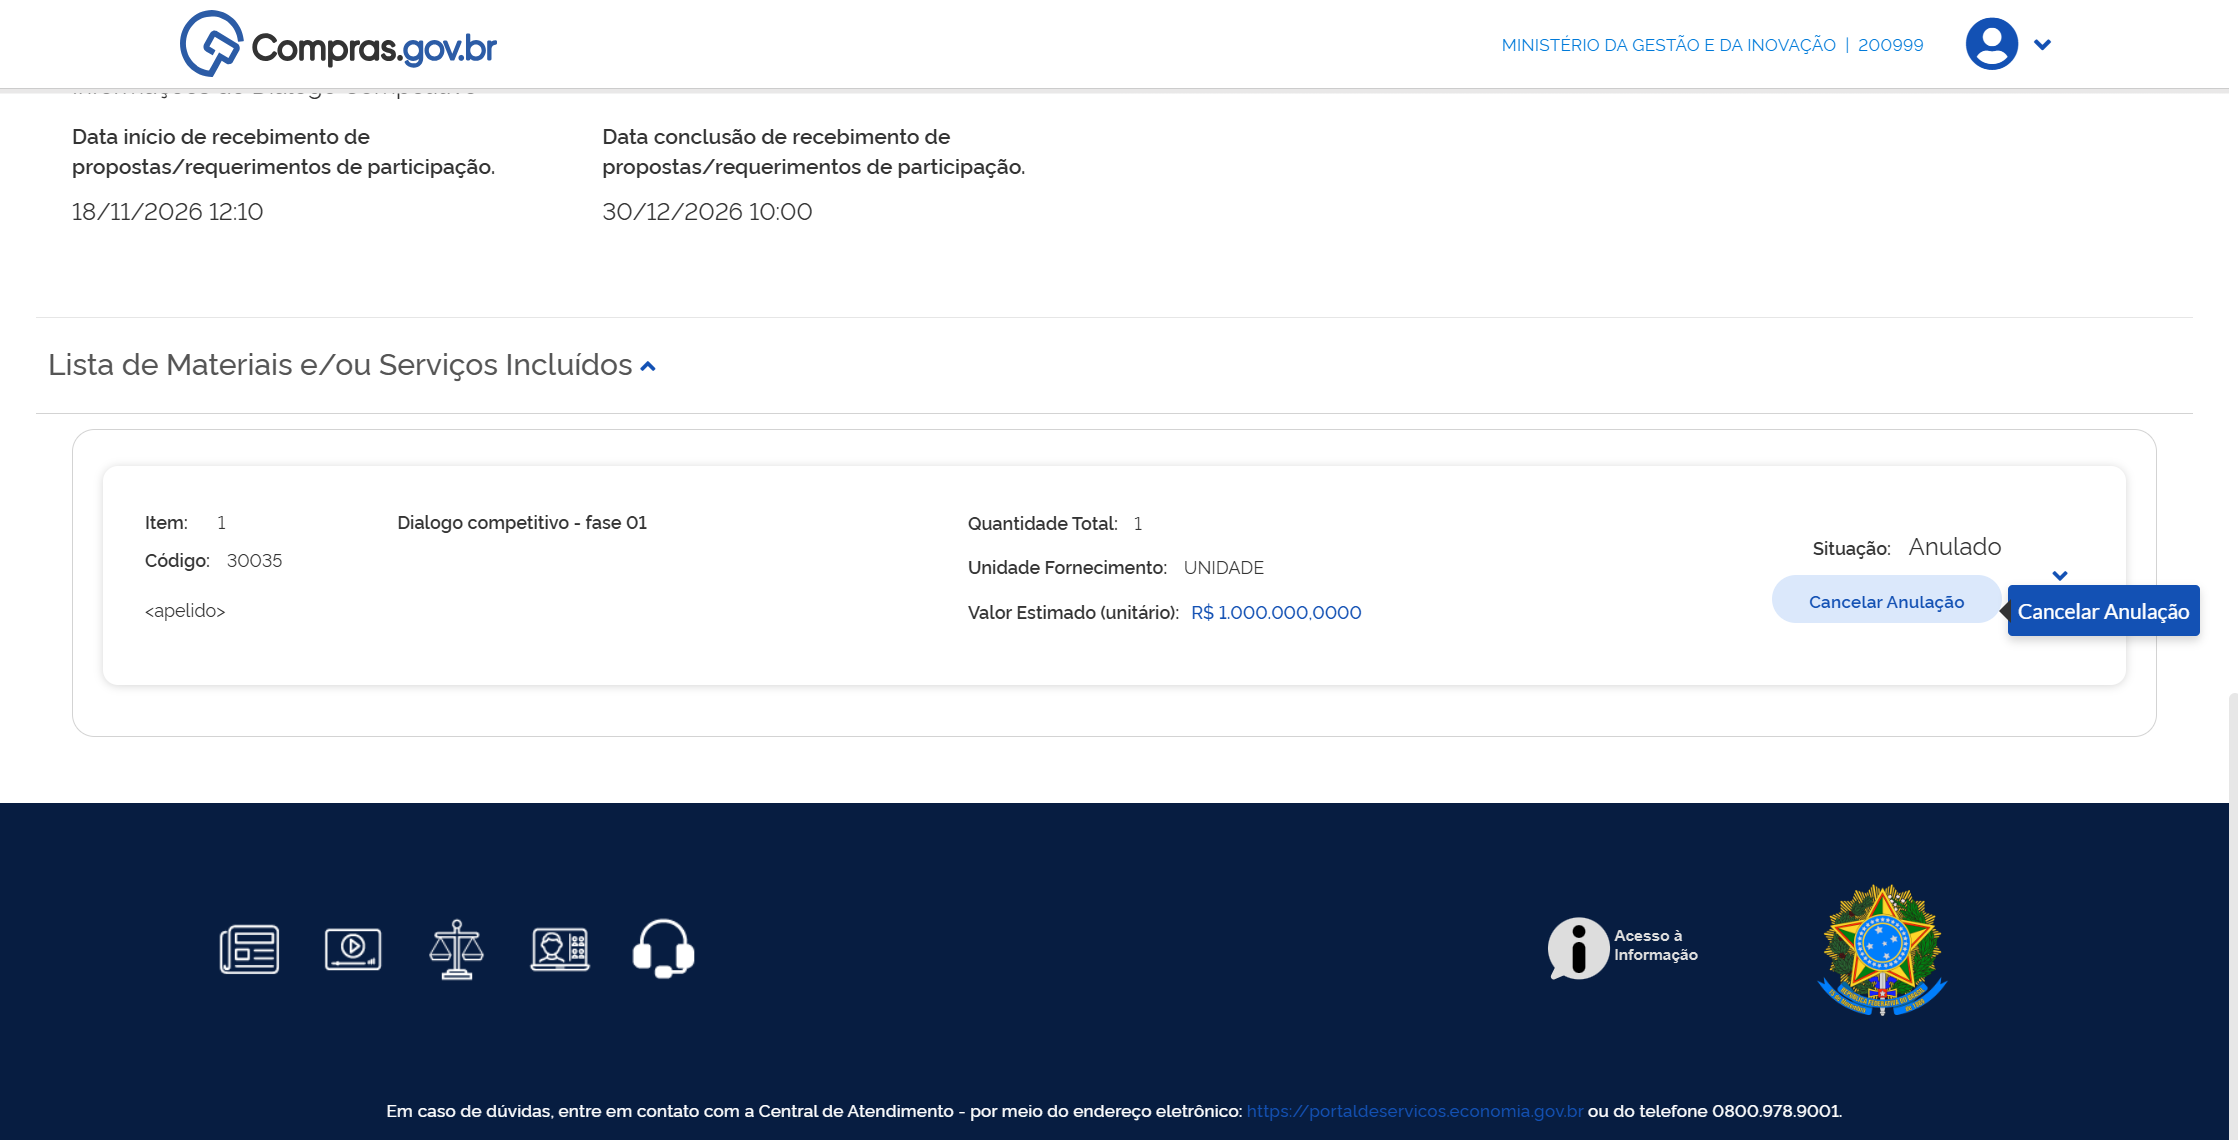 Compras.gov.br
MINISTÉRIO DA GESTÃO E DA INOVAÇÃO | 200999
Data início de recebimento de propostas/requerimentos de participação.
18/11/2026 12:10
Data conclusão de recebimento de propostas/requerimentos de participação.
30/12/2026 10:00
Lista de Materiais e/ou Serviços Incluídos
Item: 1
Código: 30035
<apelido>
Dialogo competitivo - fase 01
Quantidade Total: 1
Unidade Fornecimento: UNIDADE
Valor Estimado (unitário): R$ 1.000.000,0000
Situação: Anulado
Cancelar Anulação
Cancelar Anulação
Acesso à
Informação
Em caso de dúvidas, entre em contato com a Central de Atendimento - por meio do endereço eletrônico: https://portaldeservicos.economia.gov.br ou do telefone 0800.978.9001.